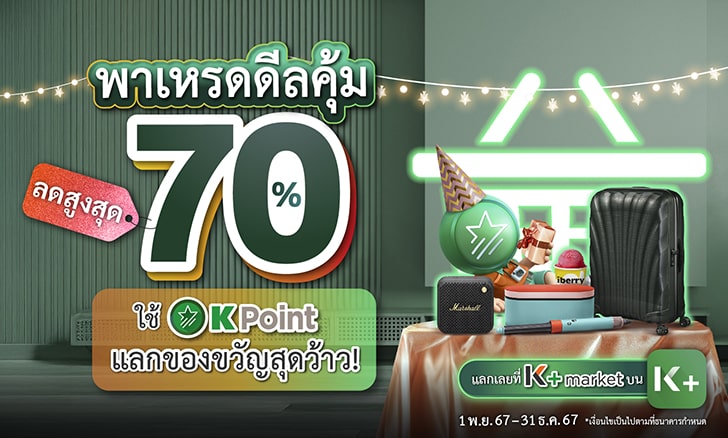 พาเหรดดีลคุ้ม
ลดสูงสุด
70%
ใช้ K Point
แลกของขวัญสุดว้าว!
iberry
Marshall
แลกเลยที่ K+ market บน K+
1 พ.ย. 67 – 31 ธ.ค. 67 *เงื่อนไขเป็นไปตามที่ธนาคารกำหนด